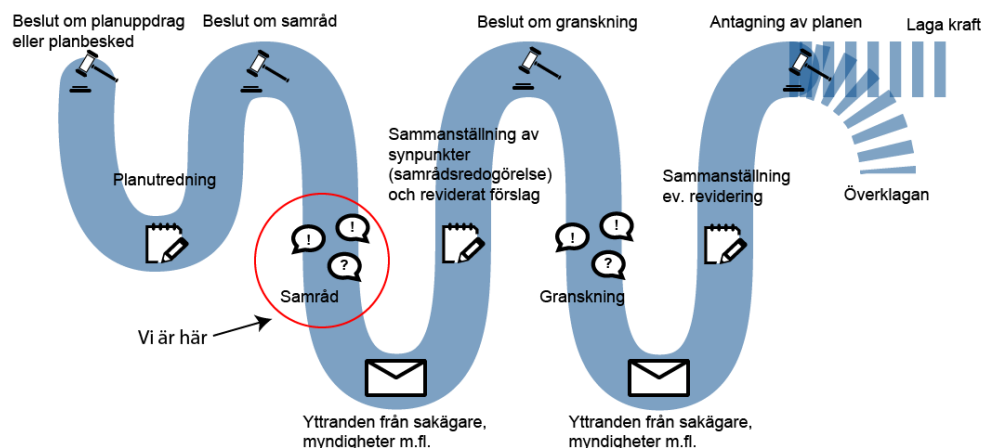 Beslut om planuppdrag
eller planbesked
Beslut om samråd
Beslut om granskning
Antagning av planen
Laga kraft
Planutredning
Sammanställning av
synpunkter
(samrådsredogörelse)
och reviderat förslag
Sammanställning
ev. revidering
Överklagan
!
!
?
Samråd
!
!
?
Granskning
Vi är här
Yttranden från sakägare,
myndigheter m.fl.
Yttranden från sakägare,
myndigheter m.fl.